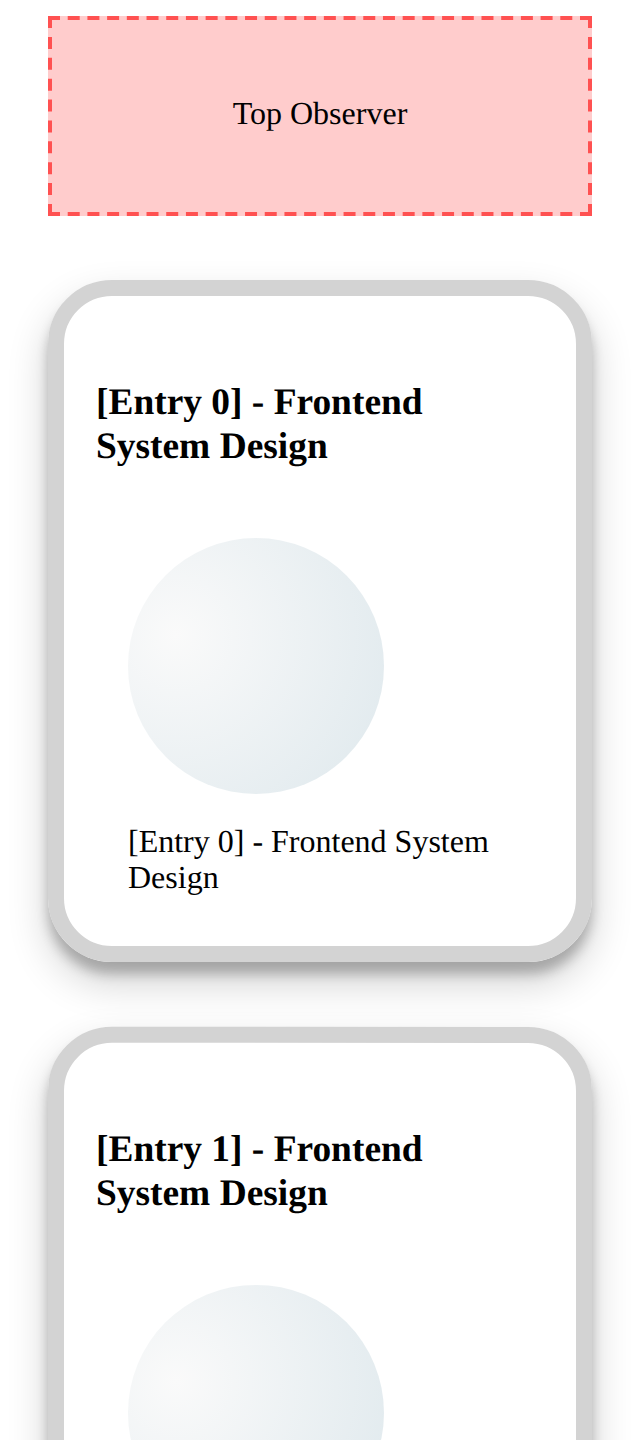 Top Observer
[Entry 0] - Frontend
System Design
[Entry 0] - Frontend System
Design
[Entry 1] - Frontend
System Design